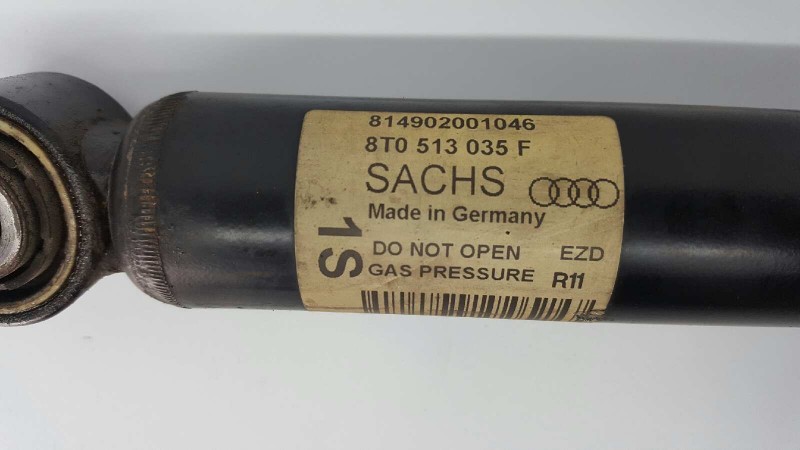 814902001046
8T0 513 035 F
SACHS
Made in Germany
1S
DO NOT OPEN EZD
GAS PRESSURE R11